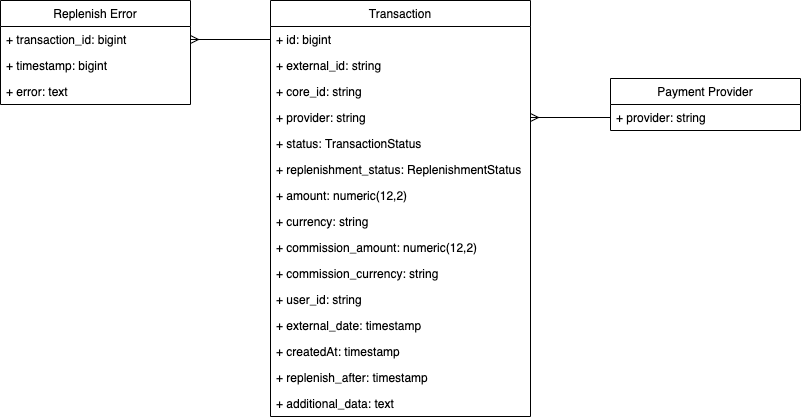 Replenish Error
+ transaction_id: bigint
+ timestamp: bigint
+ error: text
Transaction
+ id: bigint
+ external_id: string
+ core_id: string
+ provider: string
+ status: TransactionStatus
+ replenishment_status: ReplenishmentStatus
+ amount: numeric(12,2)
+ currency: string
+ commission_amount: numeric(12,2)
+ commission_currency: string
+ user_id: string
+ external_date: timestamp
+ createdAt: timestamp
+ replenish_after: timestamp
+ additional_data: text
Payment Provider
+ provider: string